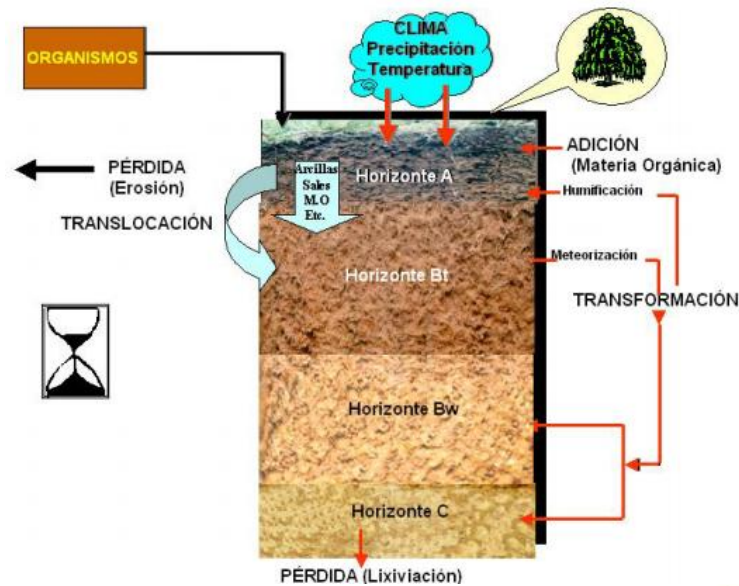 ORGANISMOS
CLIMA
Precipitación
Temperatura
PÉRDIDA
(Erosión)
TRANSLOCACIÓN
Arcillas
Sales
M.O
Etc.
Horizonte A
ADICIÓN
(Materia Orgánica)
Humificación
Horizonte Bt
Meteorización
TRANSFORMACIÓN
Horizonte Bw
Horizonte C
PÉRDIDA (Lixiviación)